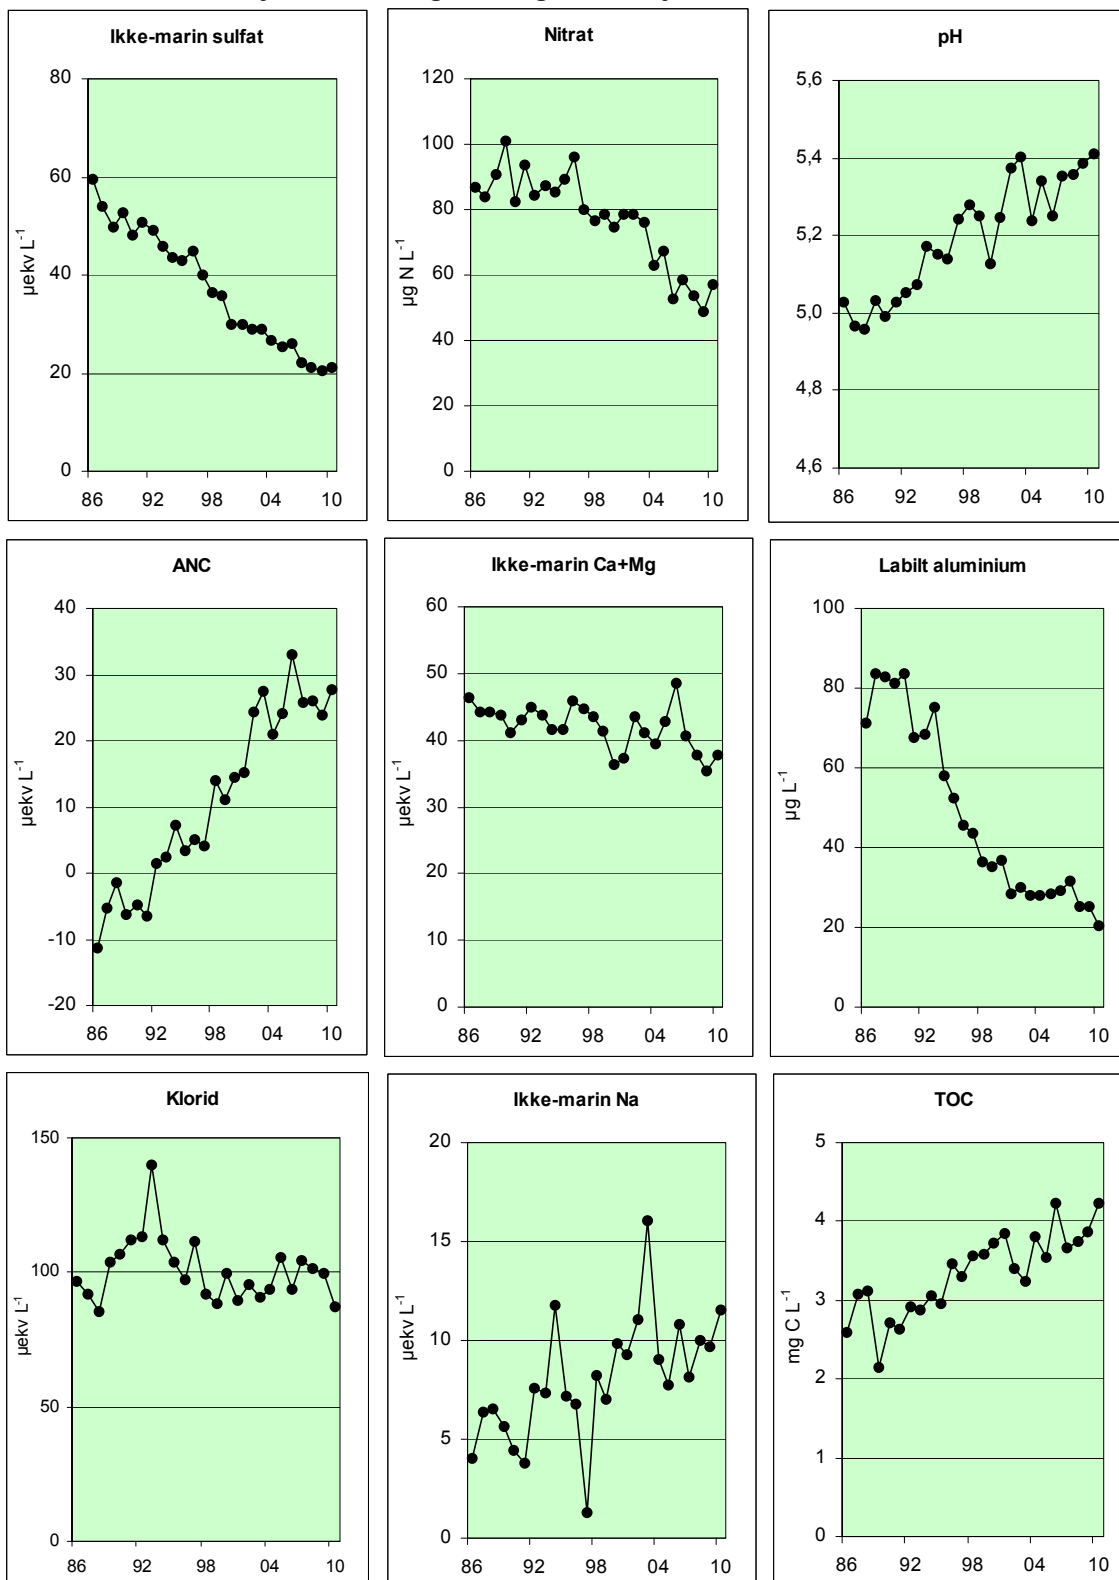 Ikke-marin sulfat
80
60
40
20
0
µekv L-1
86 92 98 04 10
Nitrat
120
100
80
60
40
20
0
µg N L-1
86 92 98 04 10
pH
5,6
5,4
5,2
5,0
4,8
4,6
86 92 98 04 10
ANC
40
30
20
10
0
-10
-20
µekv L-1
86 92 98 04 10
Ikke-marin Ca+Mg
60
50
40
30
20
10
0
µekv L-1
86 92 98 04 10
Labilt aluminium
100
80
60
40
20
0
µg L-1
86 92 98 04 10
Klorid
150
100
50
0
µekv L-1
86 92 98 04 10
Ikke-marin Na
20
15
10
5
0
µekv L-1
86 92 98 04 10
TOC
5
4
3
2
1
0
mg C L-1
86 92 98 04 10